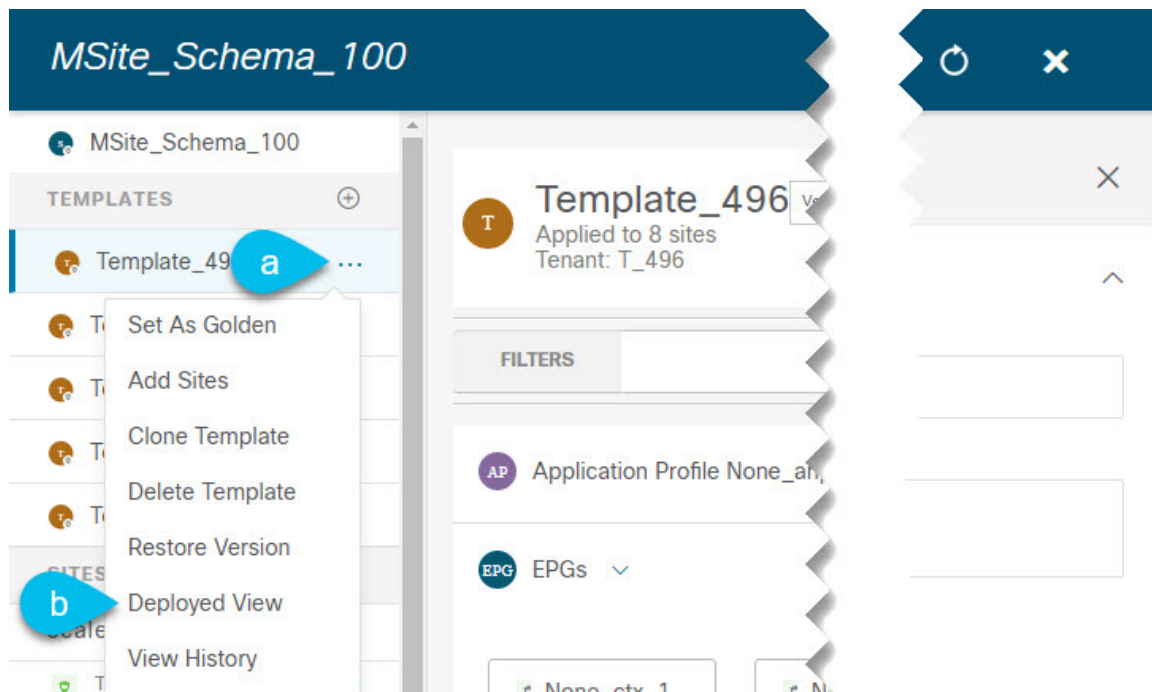 MSite_Schema_100
MSite_Schema_100
TEMPLATES
T Template_49
a
...
Set As Golden
Add Sites
Clone Template
Delete Template
Restore Version
b
Deployed View
View History
T
Template_496
Applied to 8 sites
Tenant: T_496
FILTERS
AP Application Profile
EPG EPGs
None_ctx_1